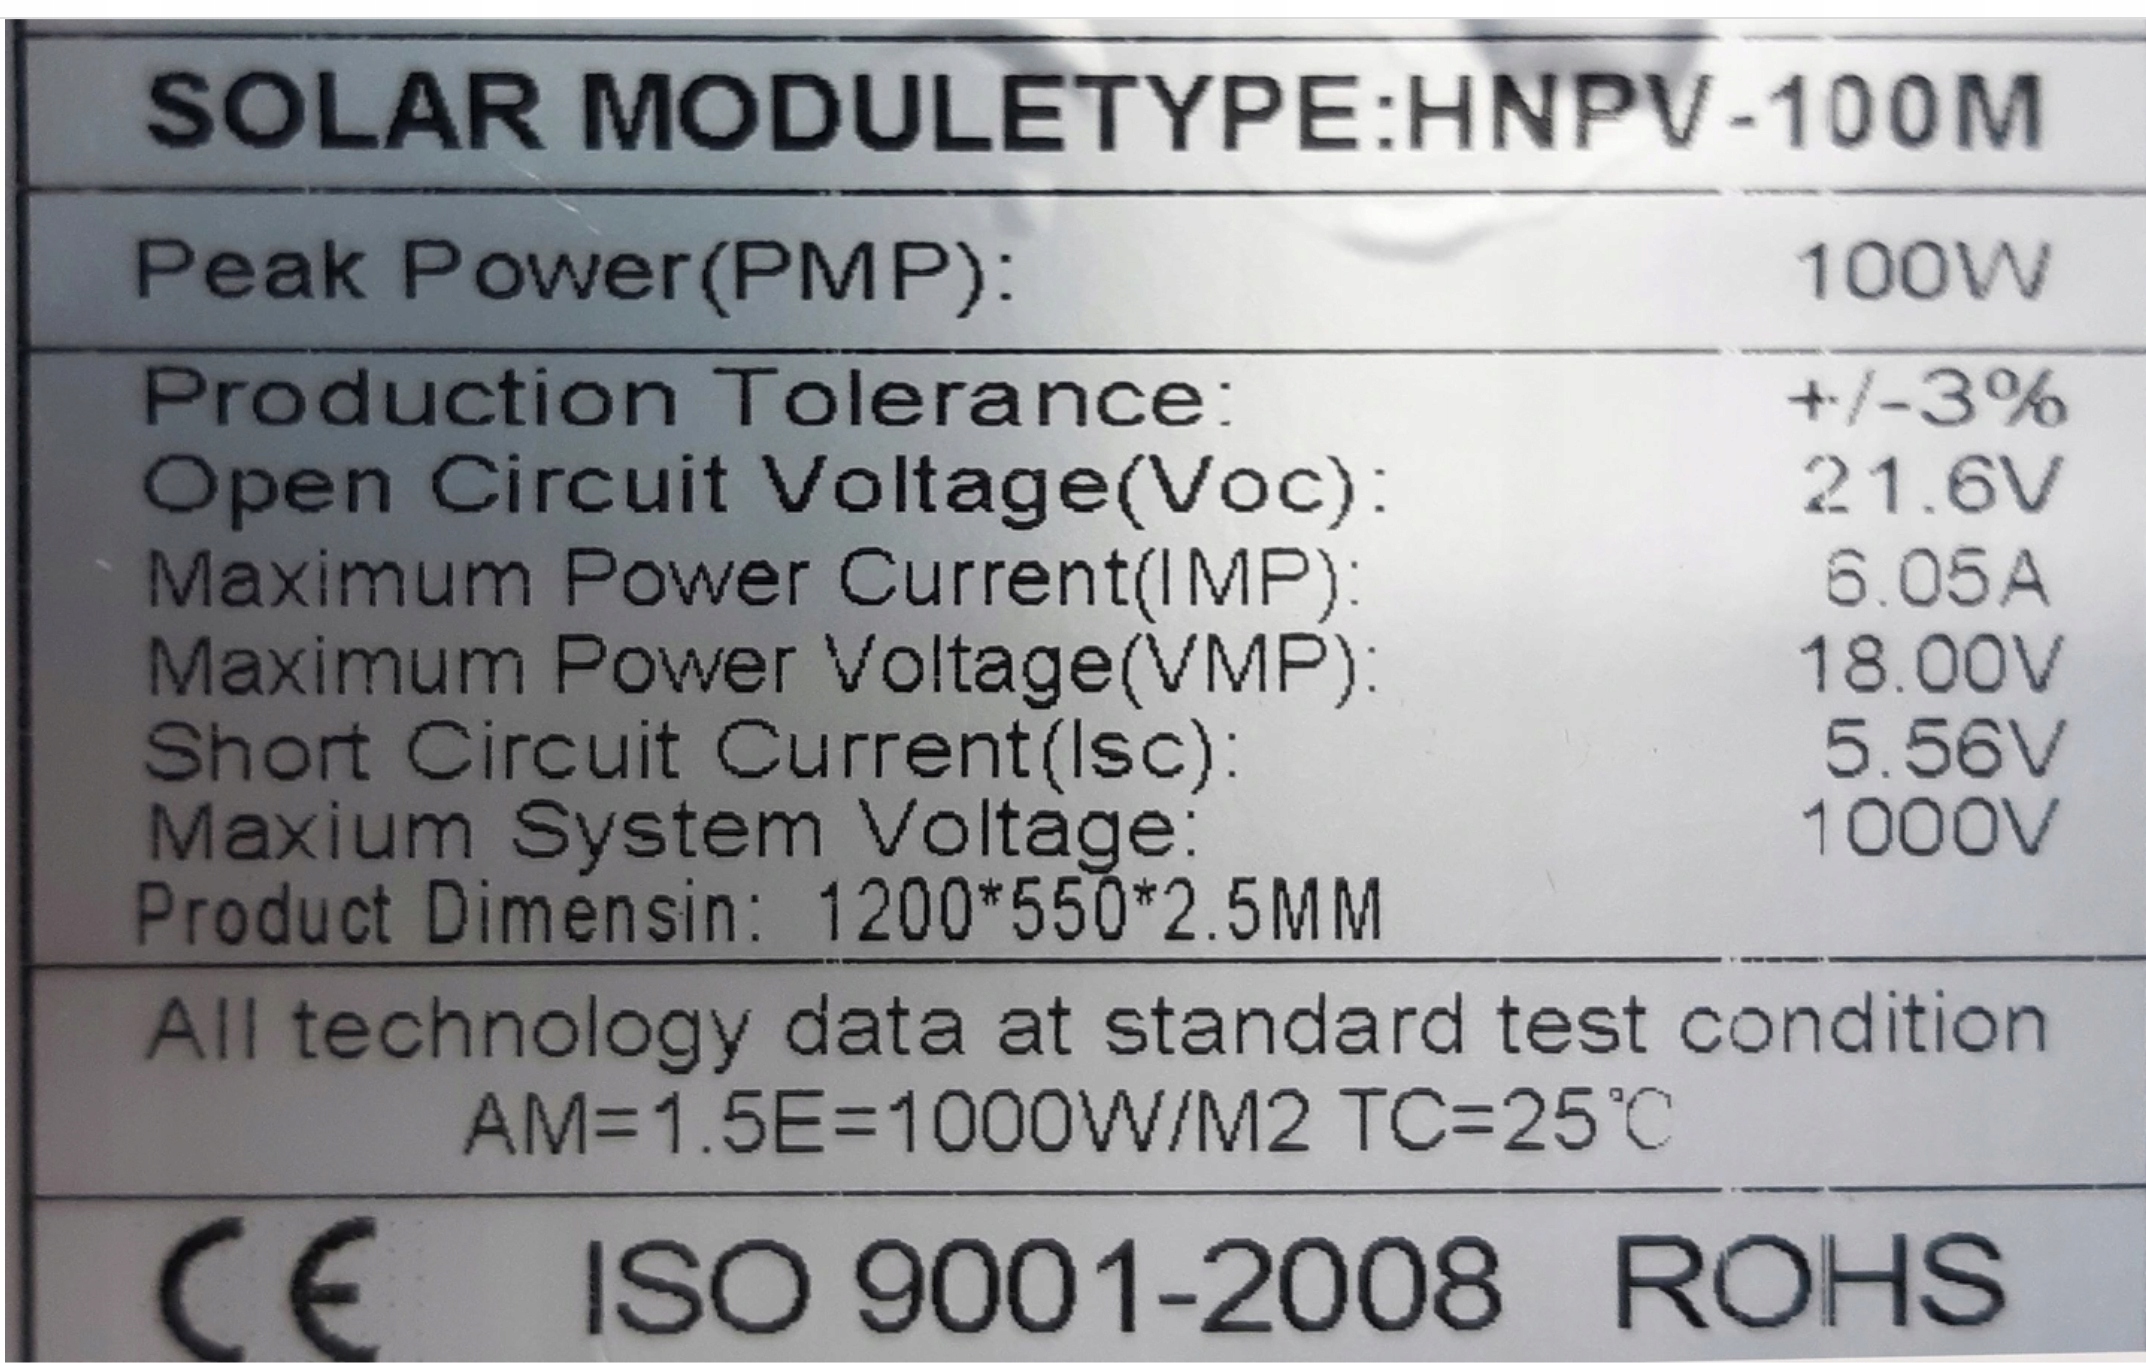 SOLAR MODULETYPE:HNPV-100M
Peak Power(PMP): 100W
Production Tolerance: +/-3%
Open Circuit Voltage(Voc): 21.6V
Maximum Power Current(IMP): 6.05A
Maximum Power Voltage(VMP): 18.00V
Short Circuit Current(Isc): 5.56V
Maxium System Voltage: 1000V
Product Dimensin: 1200*550*2.5MM
All technology data at standard test condition
AM=1.5E=1000W/M2 TC=25℃
CE ISO 9001-2008 ROHS